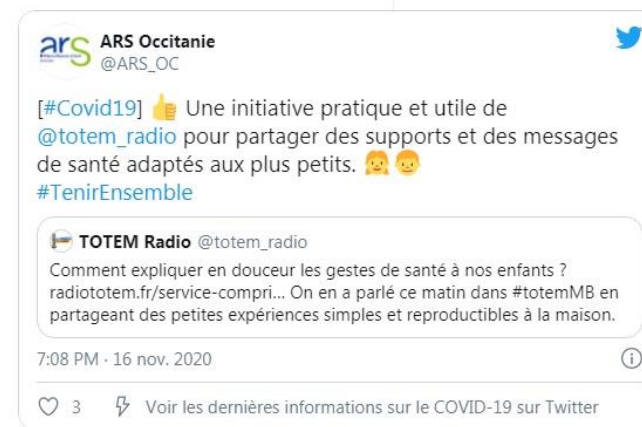 ars ARS Occitanie
@ARS_OC
[#Covid19] 👍 Une initiative pratique et utile de
@totem_radio pour partager des supports et des messages
de santé adaptés aux plus petits. 👧👦
#TenirEnsemble
TOTEM Radio @totem_radio
Comment expliquer en douceur les gestes de santé à nos enfants ?
radiototem.fr/service-compri... On en a parlé ce matin dans #totemMB en
partageant des petites expériences simples et reproductibles à la maison.
7:08 PM · 16 nov. 2020
3 Voir les dernières informations sur le COVID-19 sur Twitter